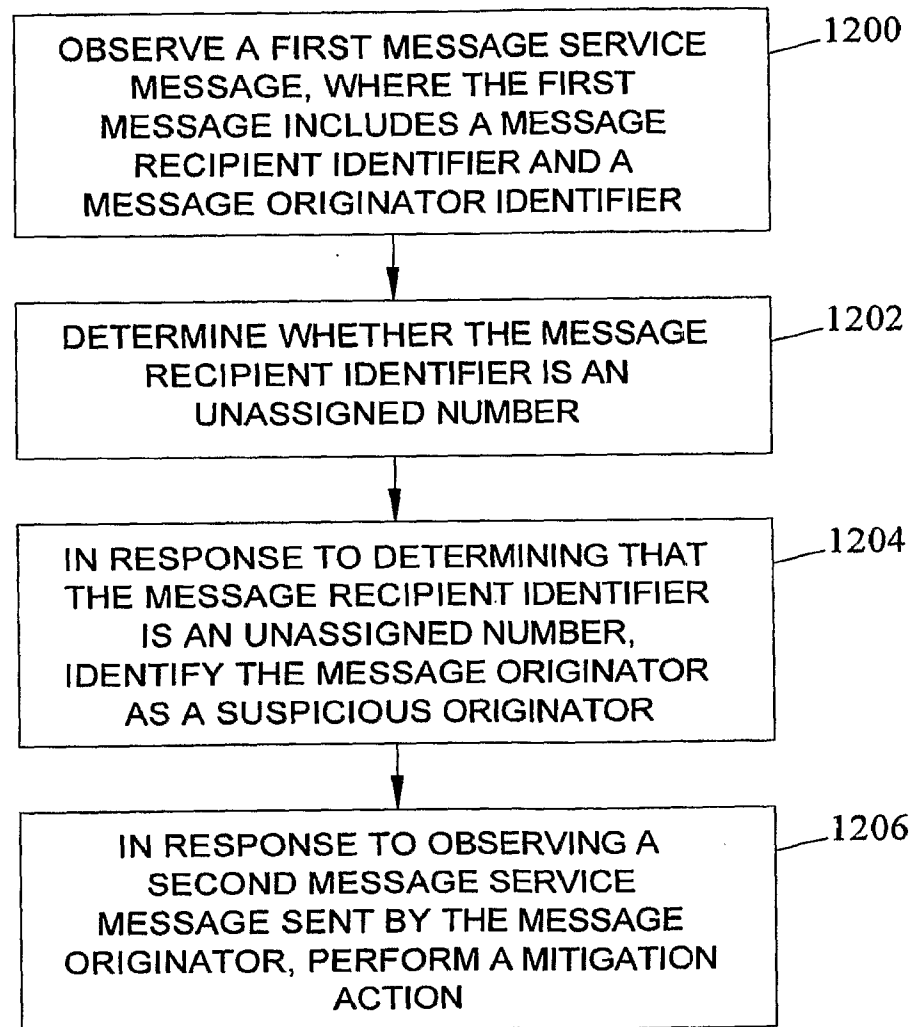 OBSERVE A FIRST MESSAGE SERVICE
MESSAGE, WHERE THE FIRST
MESSAGE INCLUDES A MESSAGE
RECIPIENT IDENTIFIER AND A
MESSAGE ORIGINATOR IDENTIFIER
1200
DETERMINE WHETHER THE MESSAGE
RECIPIENT IDENTIFIER IS AN
UNASSIGNED NUMBER
1202
IN RESPONSE TO DETERMINING THAT
THE MESSAGE RECIPIENT IDENTIFIER
IS AN UNASSIGNED NUMBER,
IDENTIFY THE MESSAGE ORIGINATOR
AS A SUSPICIOUS ORIGINATOR
1204
IN RESPONSE TO OBSERVING A
SECOND MESSAGE SERVICE
MESSAGE SENT BY THE MESSAGE
ORIGINATOR, PERFORM A MITIGATION
ACTION
1206